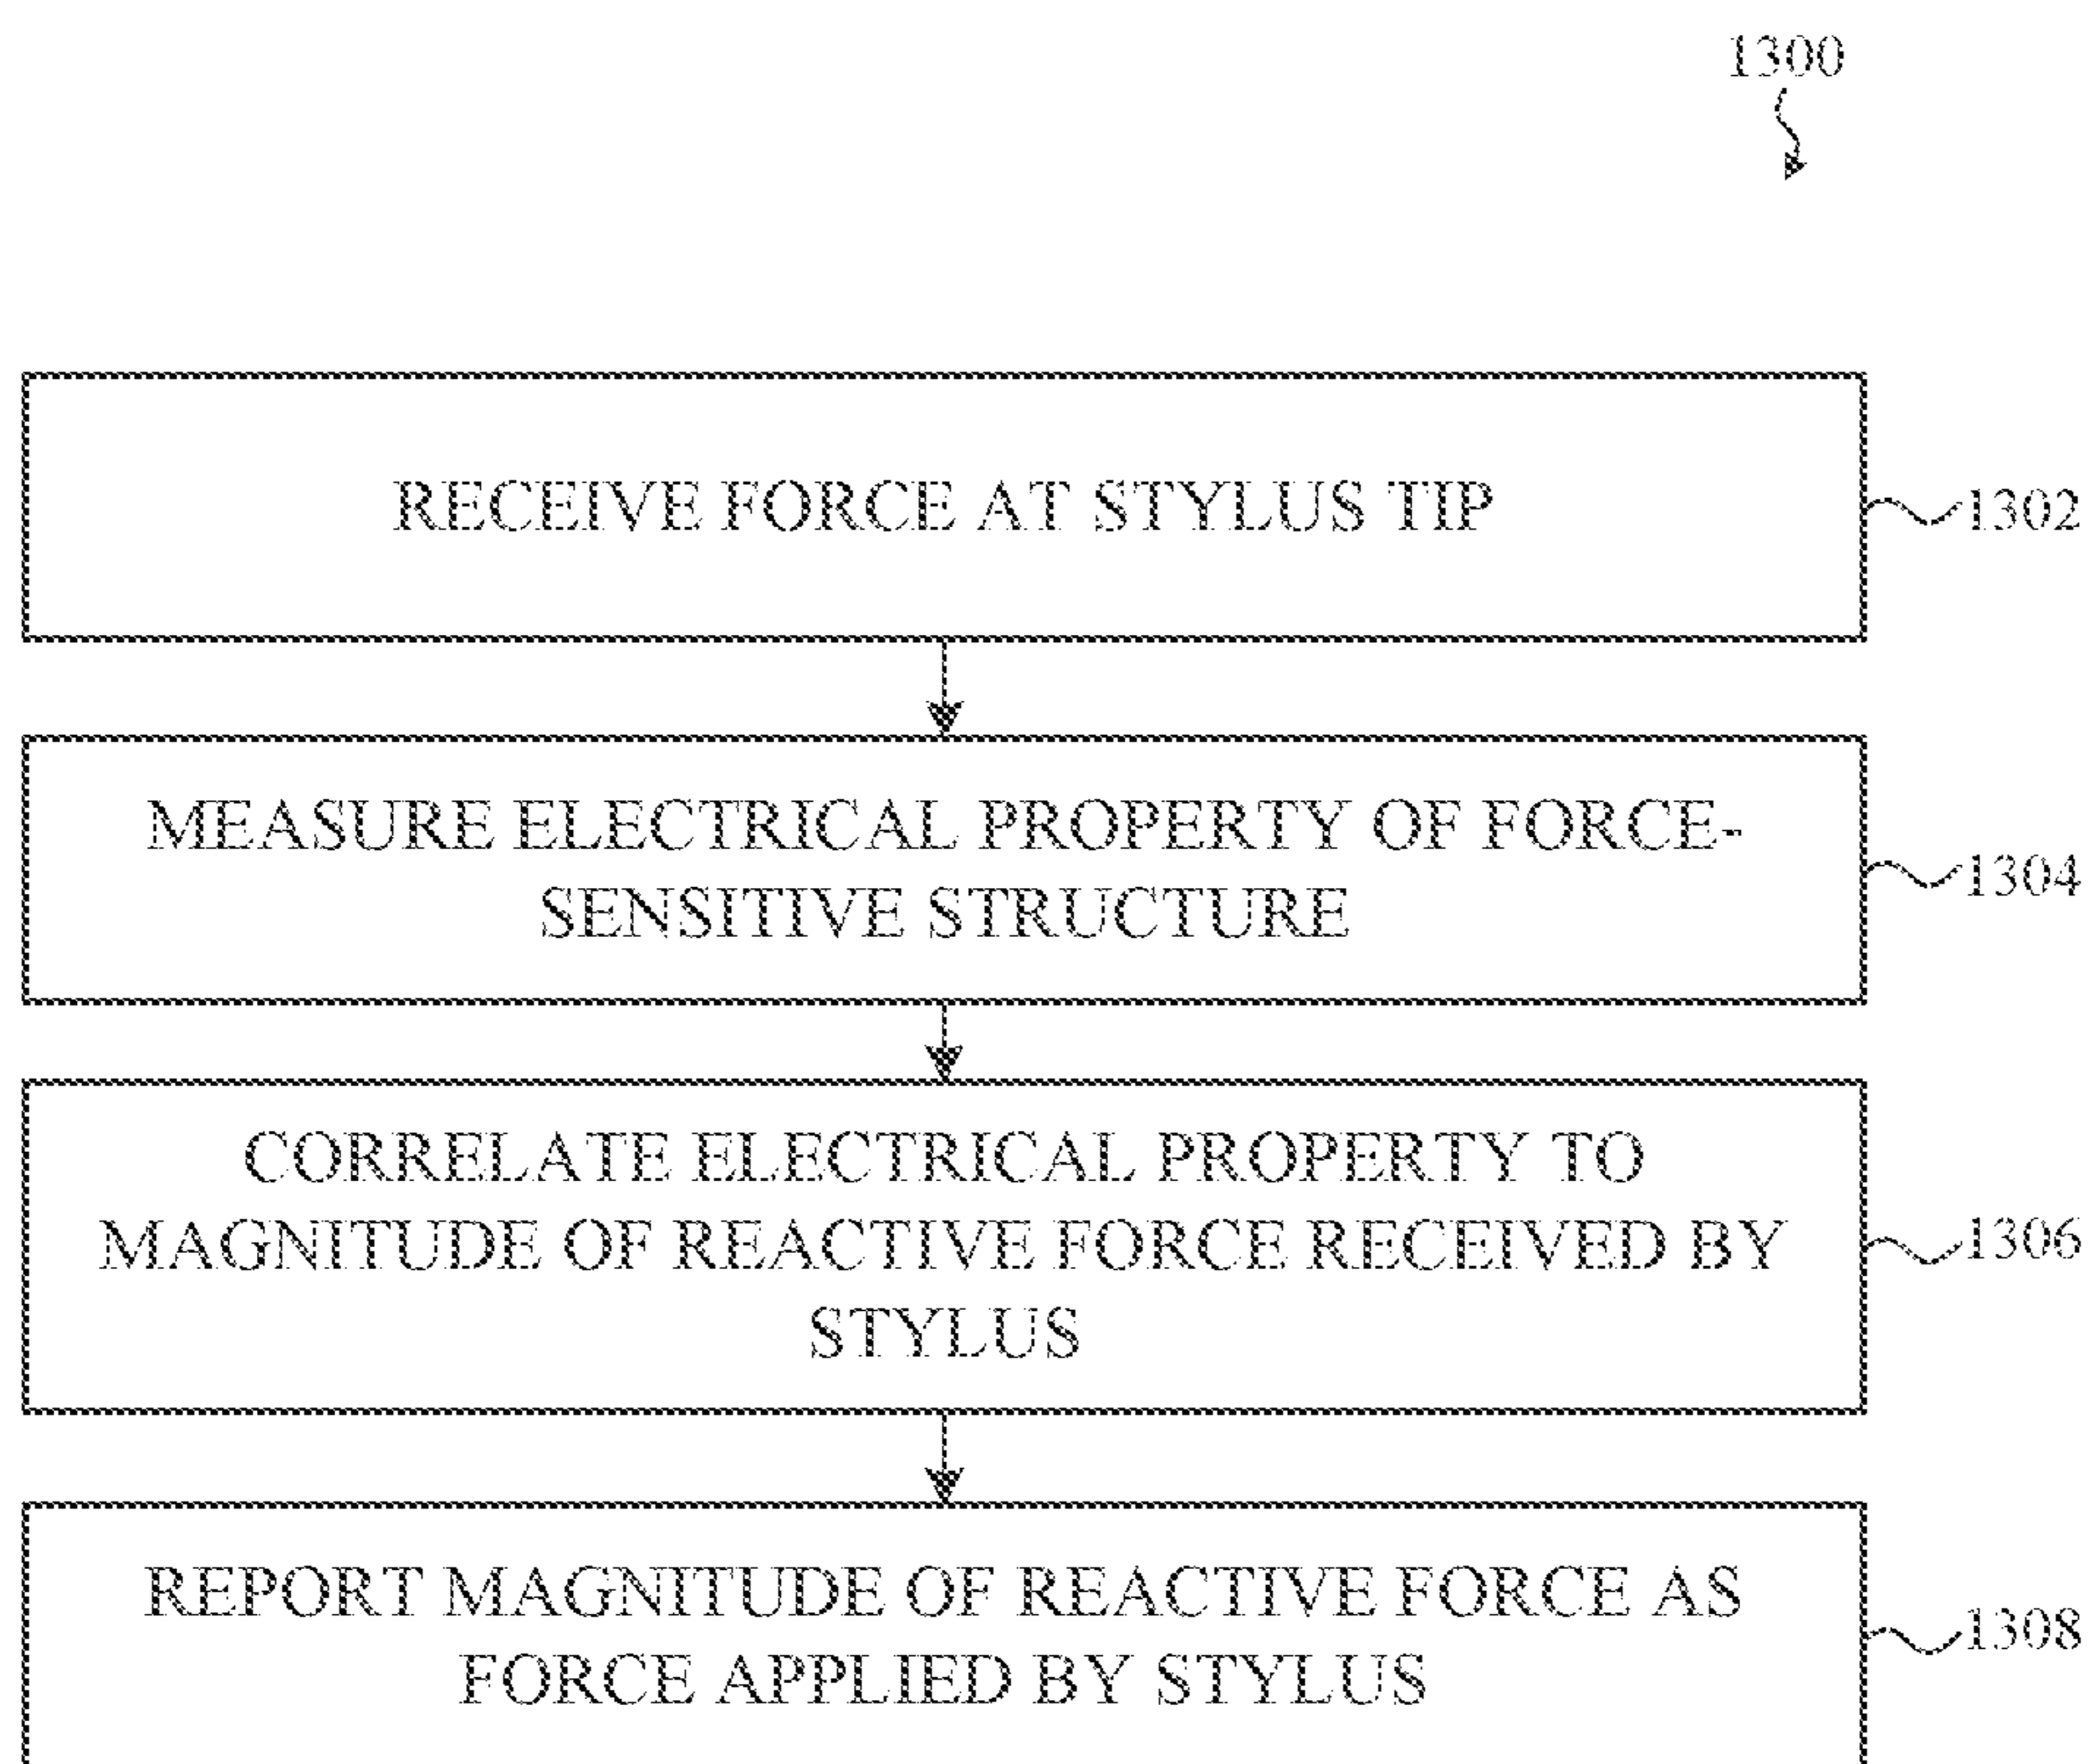 1300
RECEIVE FORCE AT STYLUS TIP
1302
MEASURE ELECTRICAL PROPERTY OF FORCE-
SENSITIVE STRUCTURE
1304
CORRELATE ELECTRICAL PROPERTY TO
MAGNITUDE OF REACTIVE FORCE RECEIVED BY
STYLUS
1306
REPORT MAGNITUDE OF REACTIVE FORCE AS
FORCE APPLIED BY STYLUS
1308